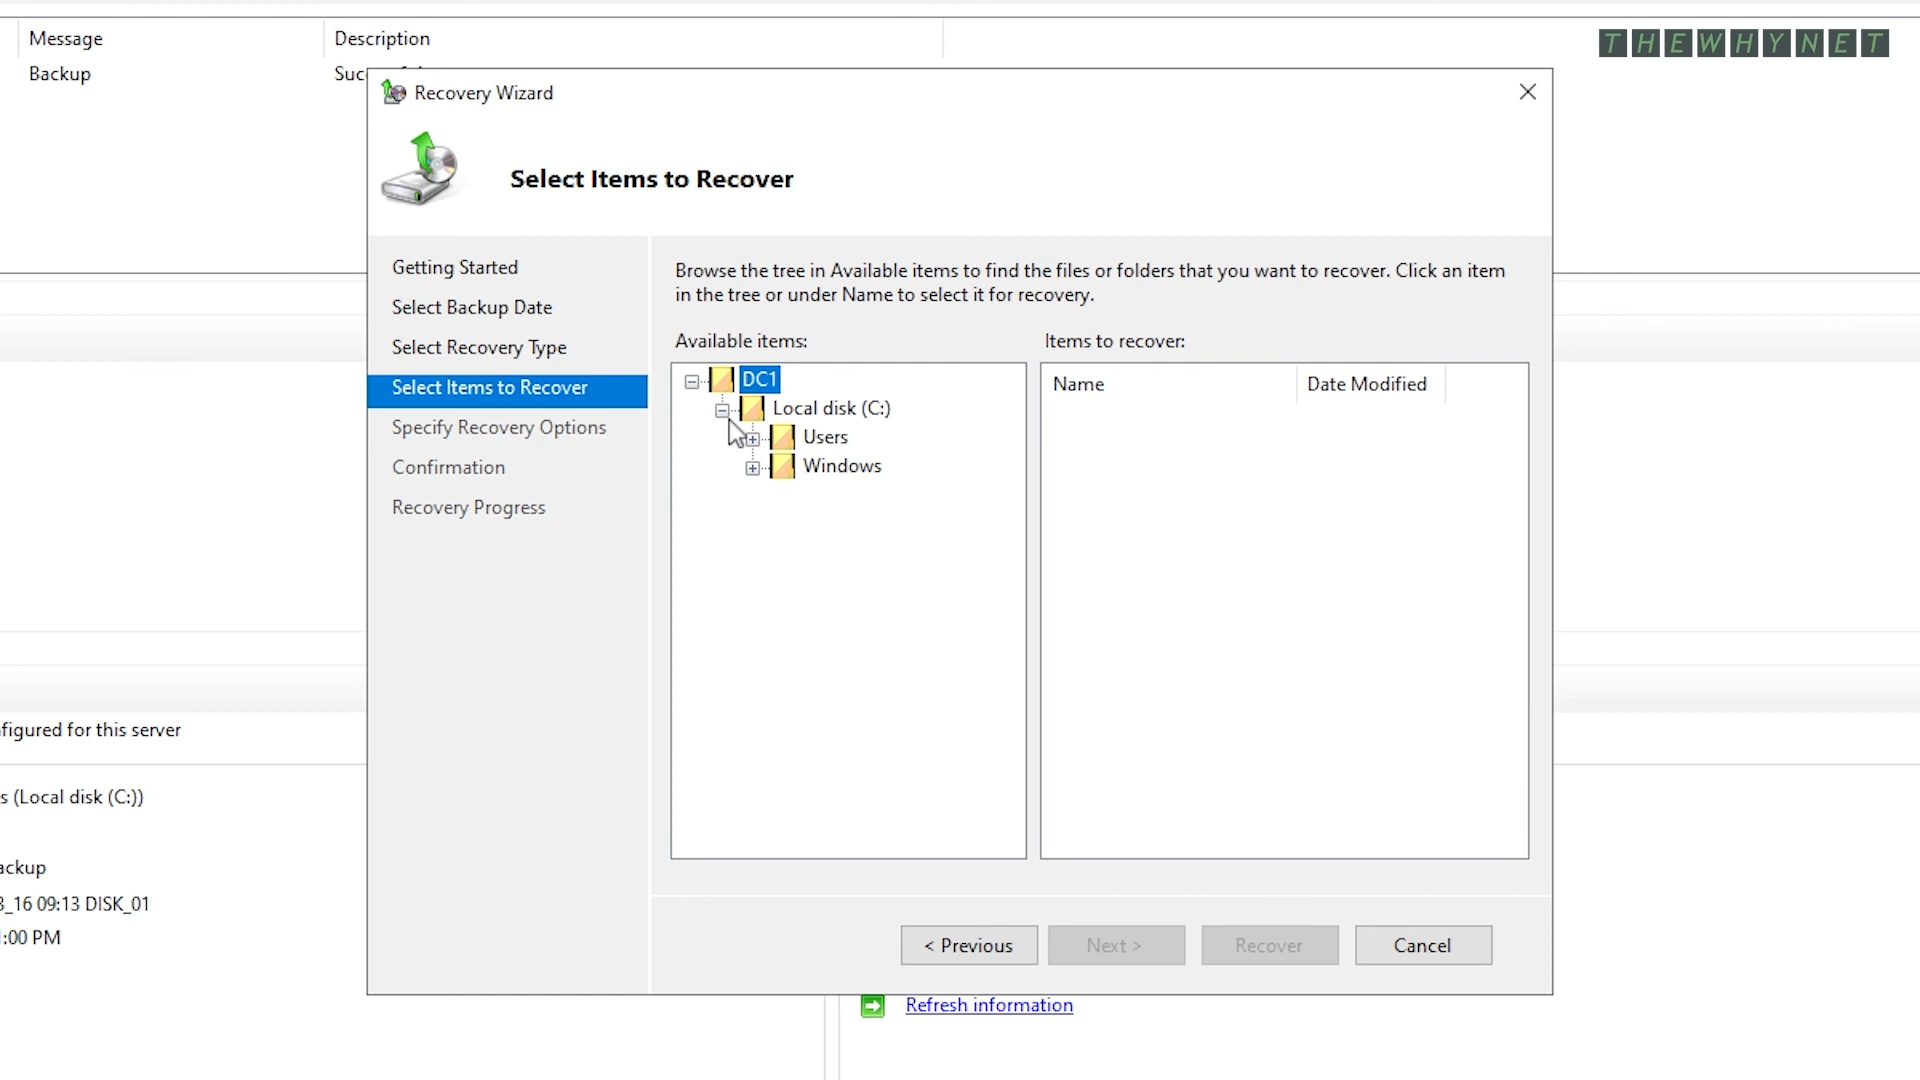 Message
Description
THEWHYNET
Backup
Recovery Wizard
Select Items to Recover
Getting Started
Select Backup Date
Select Recovery Type
Select Items to Recover
Specify Recovery Options
Confirmation
Recovery Progress
Browse the tree in Available items to find the files or folders that you want to recover. Click an item
in the tree or under Name to select it for recovery.
Available items:
DC1
Local disk (C:)
Users
Windows
Items to recover:
Name
Date Modified
figured for this server
s (Local disk (C:))
ackup
_16 09:13 DISK_01
:00 PM
< Previous
Next >
Recover
Cancel
Refresh information